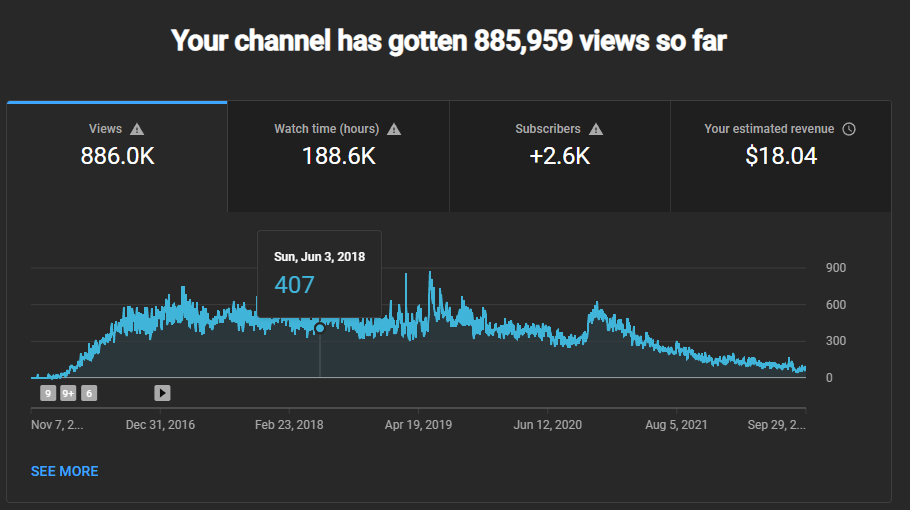 Your channel has gotten 885,959 views so far
Views
886.0K
Watch time (hours)
188.6K
Subscribers
+2.6K
Your estimated revenue
$18.04
Sun, Jun 3, 2018
407
900
600
300
0
9 9+ 6
Nov 7, 2... Dec 31, 2016 Feb 23, 2018 Apr 19, 2019 Jun 12, 2020 Aug 5, 2021 Sep 29, 2...
SEE MORE